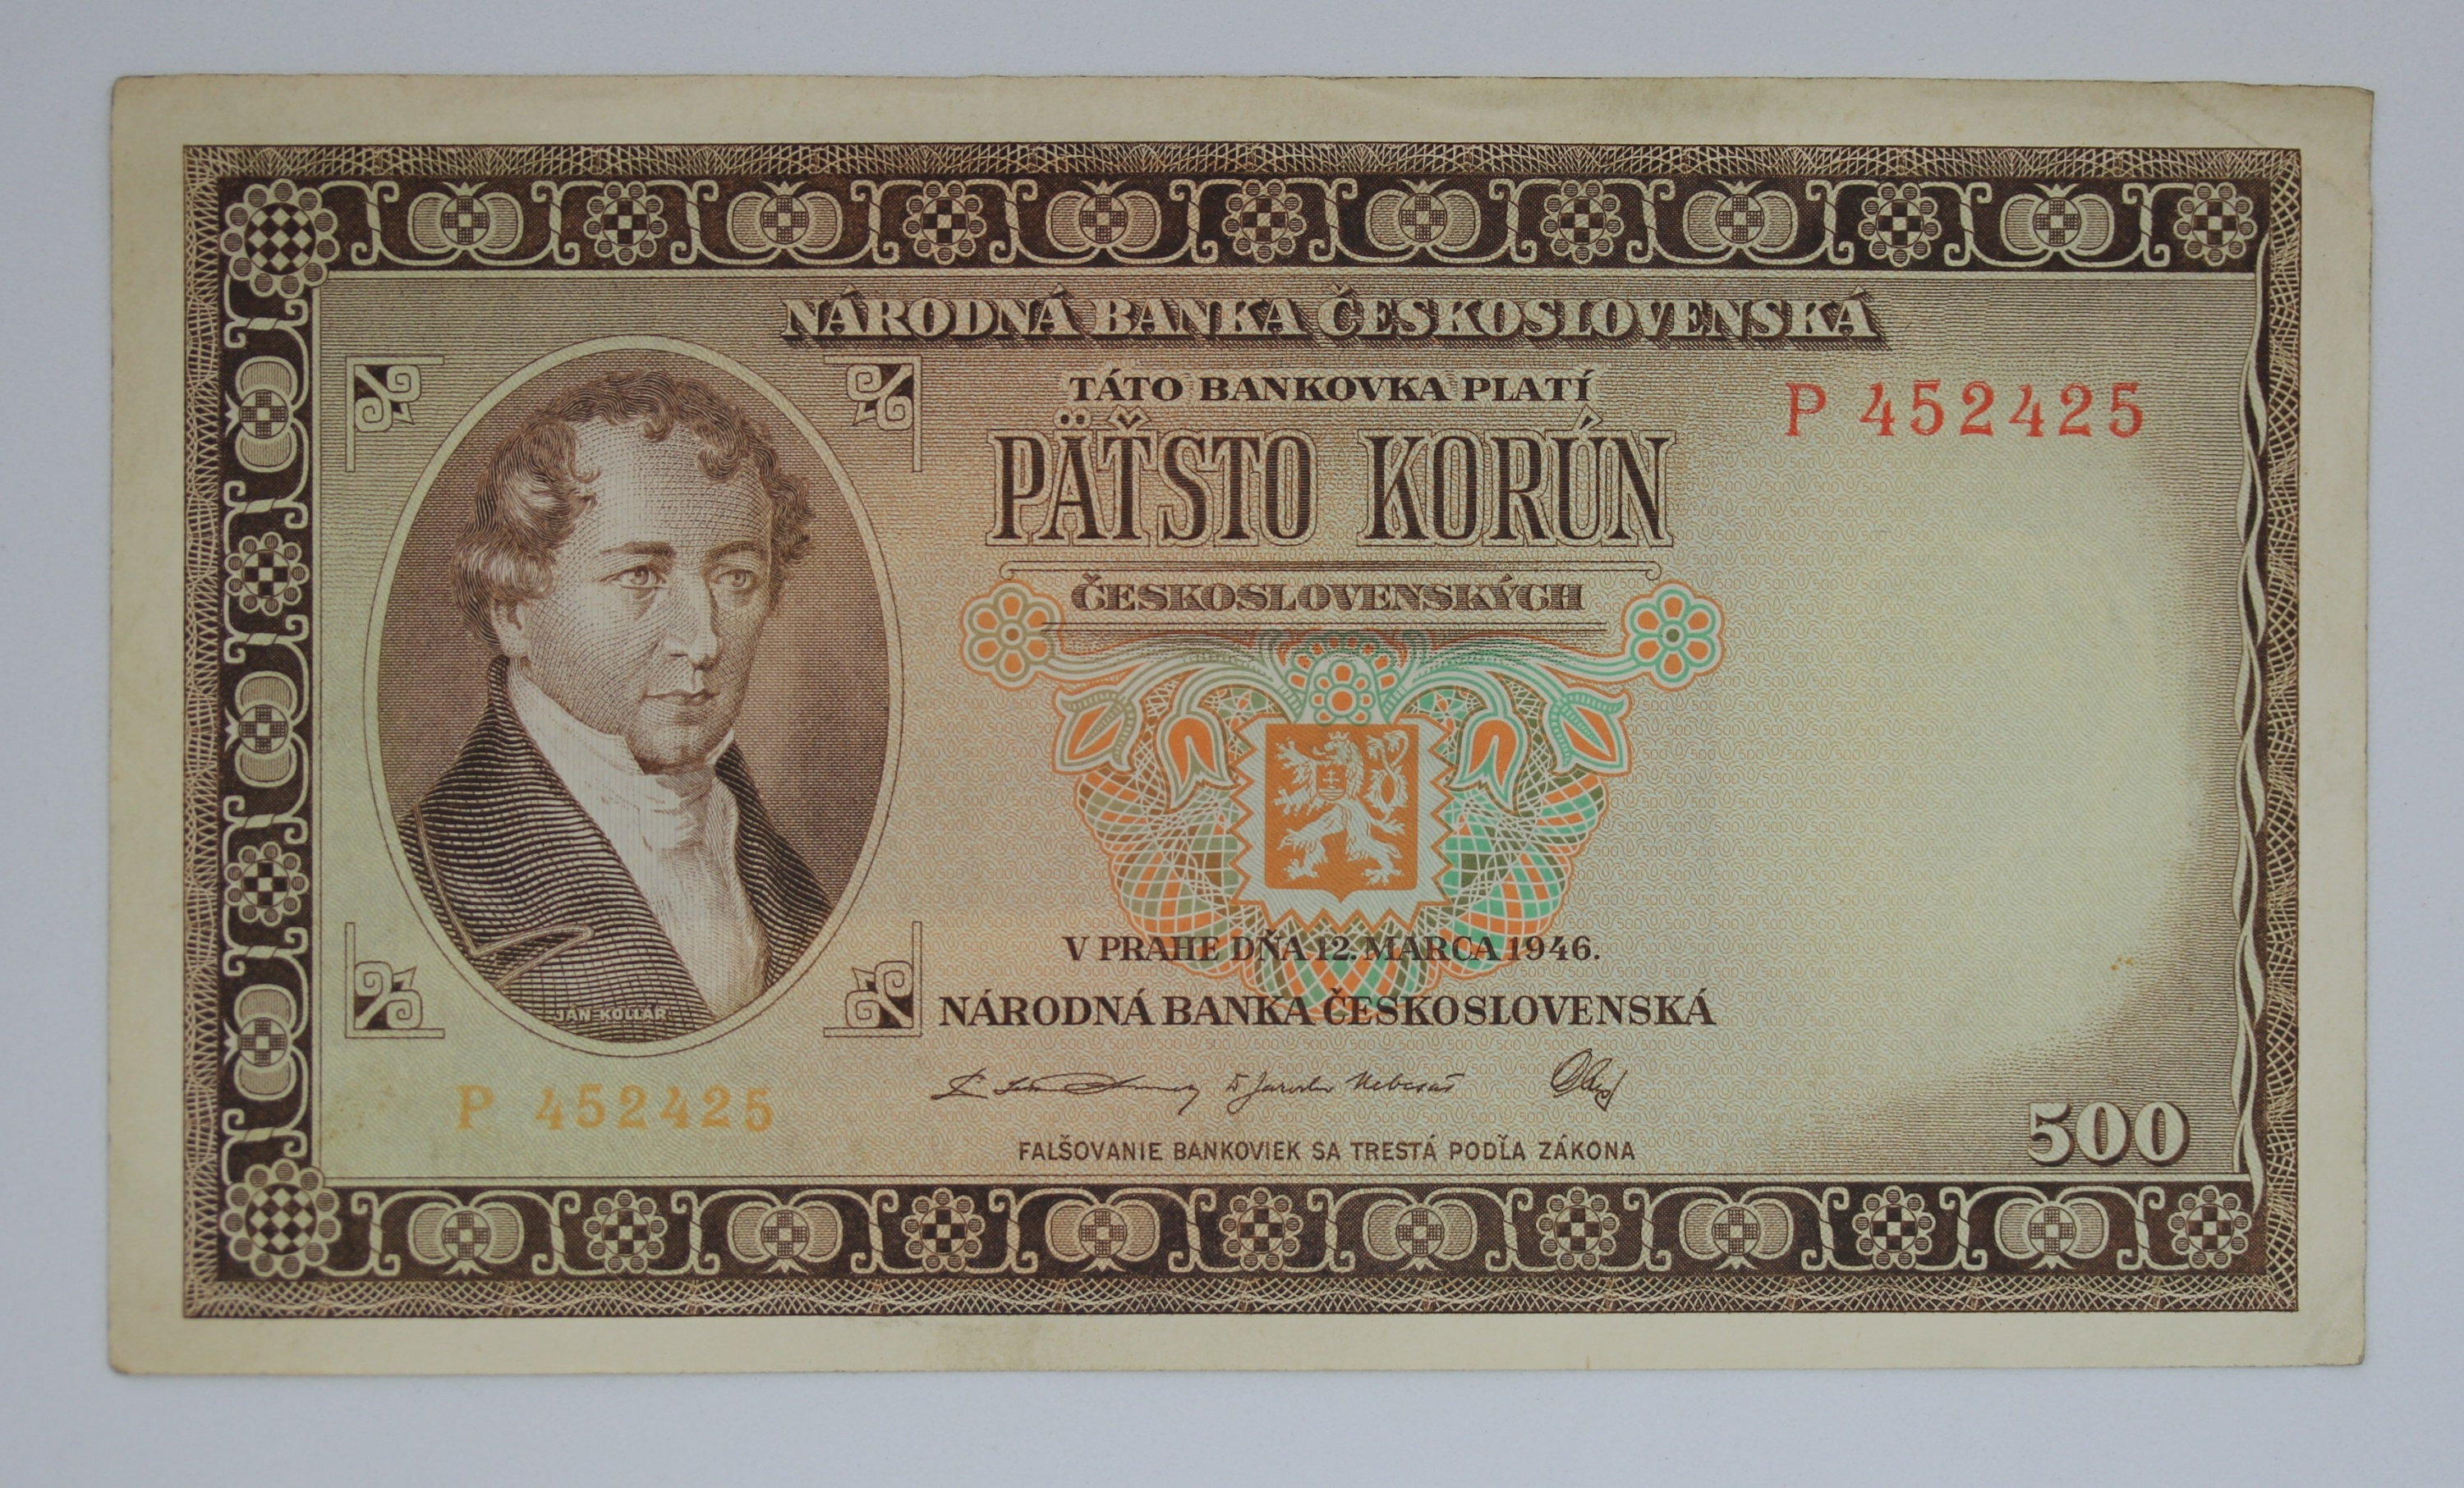 NÁRODNÁ BANKA ČESKOSLOVENSKÁ
TÁTO BANKOVKA PLATÍ
PÄŤSTO KORÚN
ČESKOSLOVENSKÝCH
P 452425
V PRAHE DŇA 12. MARCA 1946.
NÁRODNÁ BANKA ČESKOSLOVENSKÁ
JÁN KOLLÁR
P 452425
FALŠOVANIE BANKOVIEK SA TRESTÁ PODĽA ZÁKONA
500